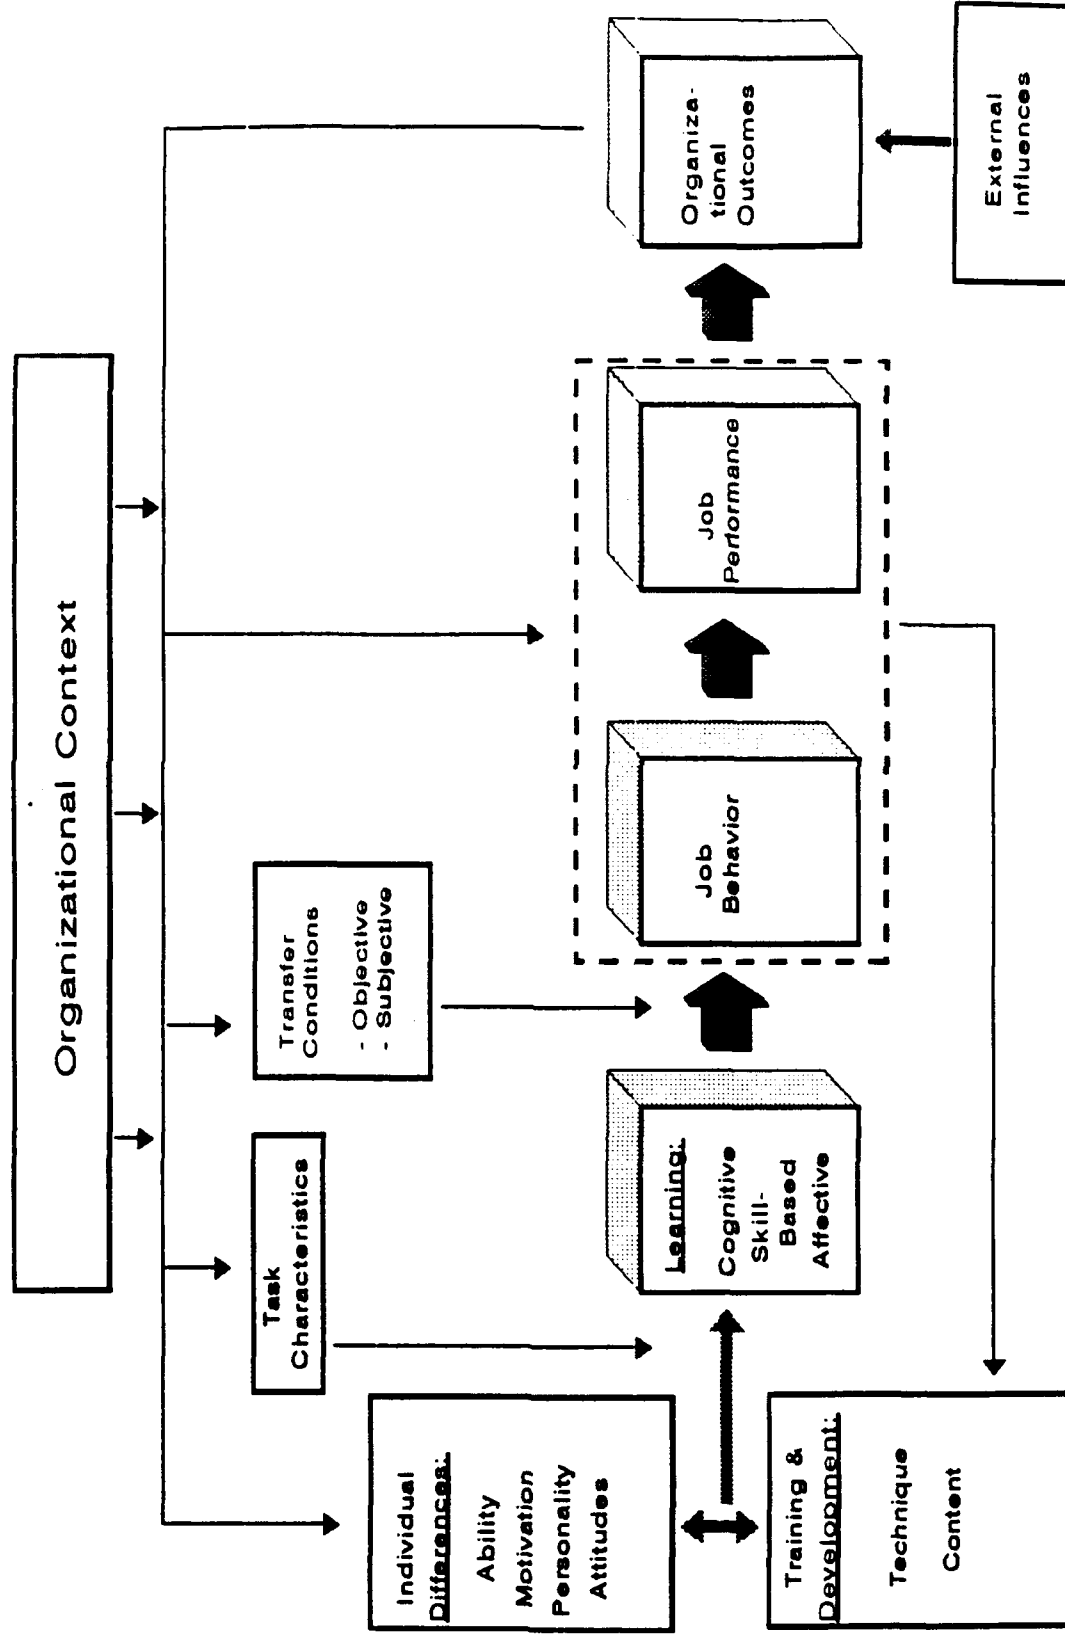 Organizational Context
Individual
Differences:
Ability
Motivation
Personality
Attitudes
Task
Characteristics
Transfer
Conditions
- Objective
- Subjective
Training &
Development:
Technique
Content
Learning:
Cognitive
Skill-
Based
Affective
Job
Behavior
Job
Performance
Organiza-
tional
Outcomes
External
Influences